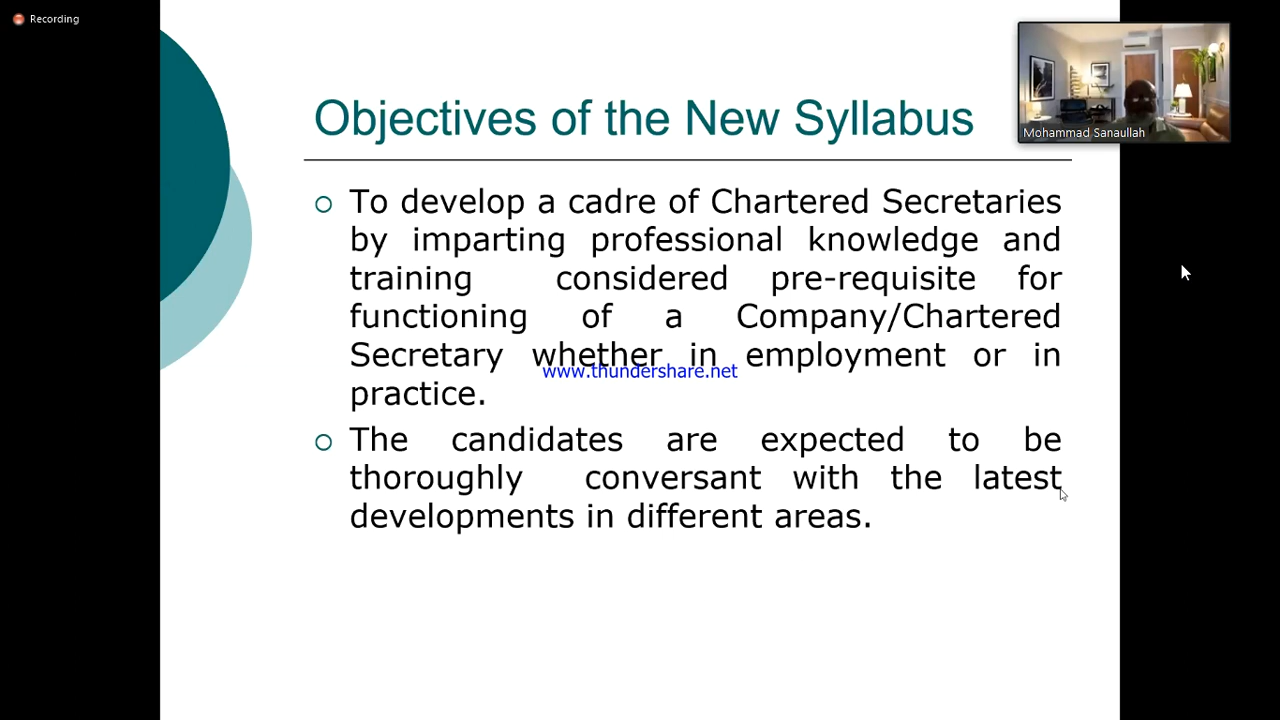 Recording
Mohammad Sanaullah
Objectives of the New Syllabus
To develop a cadre of Chartered Secretaries
by imparting professional knowledge and
training considered pre-requisite for
functioning of a Company/Chartered
Secretary whether in employment or in
www.thundershare.net
practice.
The candidates are expected to be
thoroughly conversant with the latest
developments in different areas.